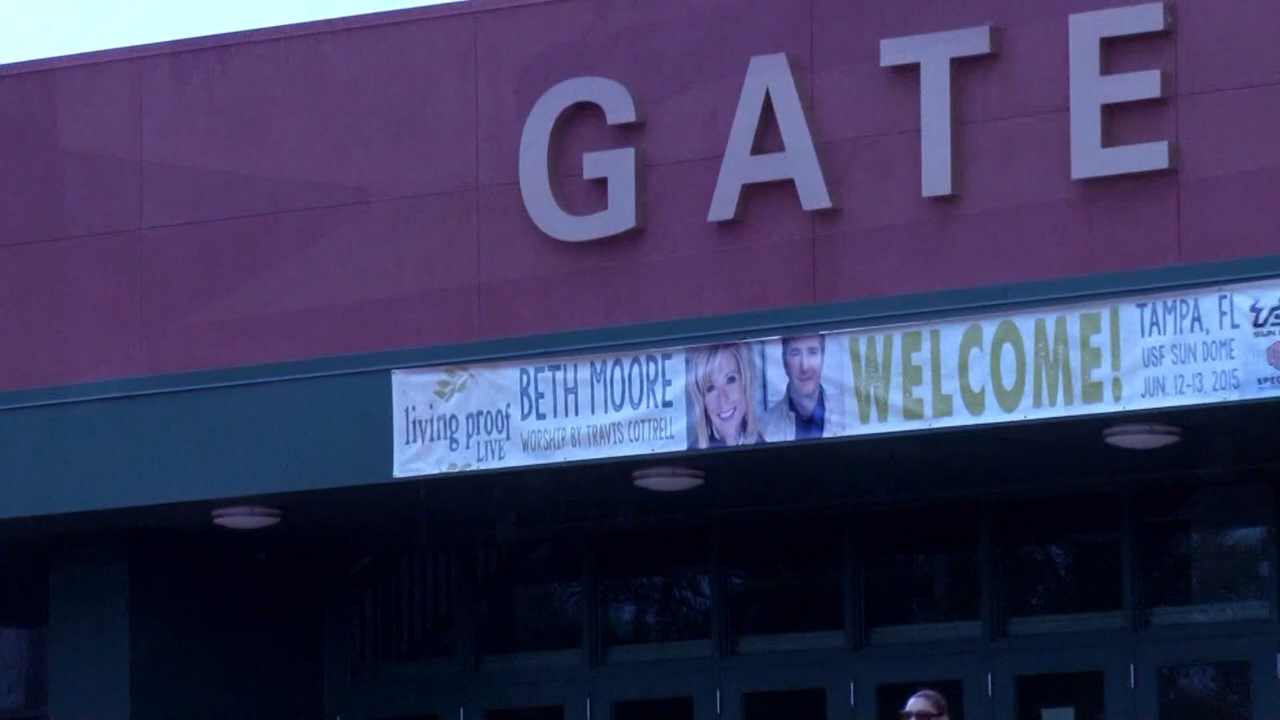 GATE
living proof
LIVE
BETH MOORE
WORSHIP BY TRAVIS COTTRELL
WELCOME!
TAMPA, FL
USF SUN DOME
JUN. 12-13, 2015